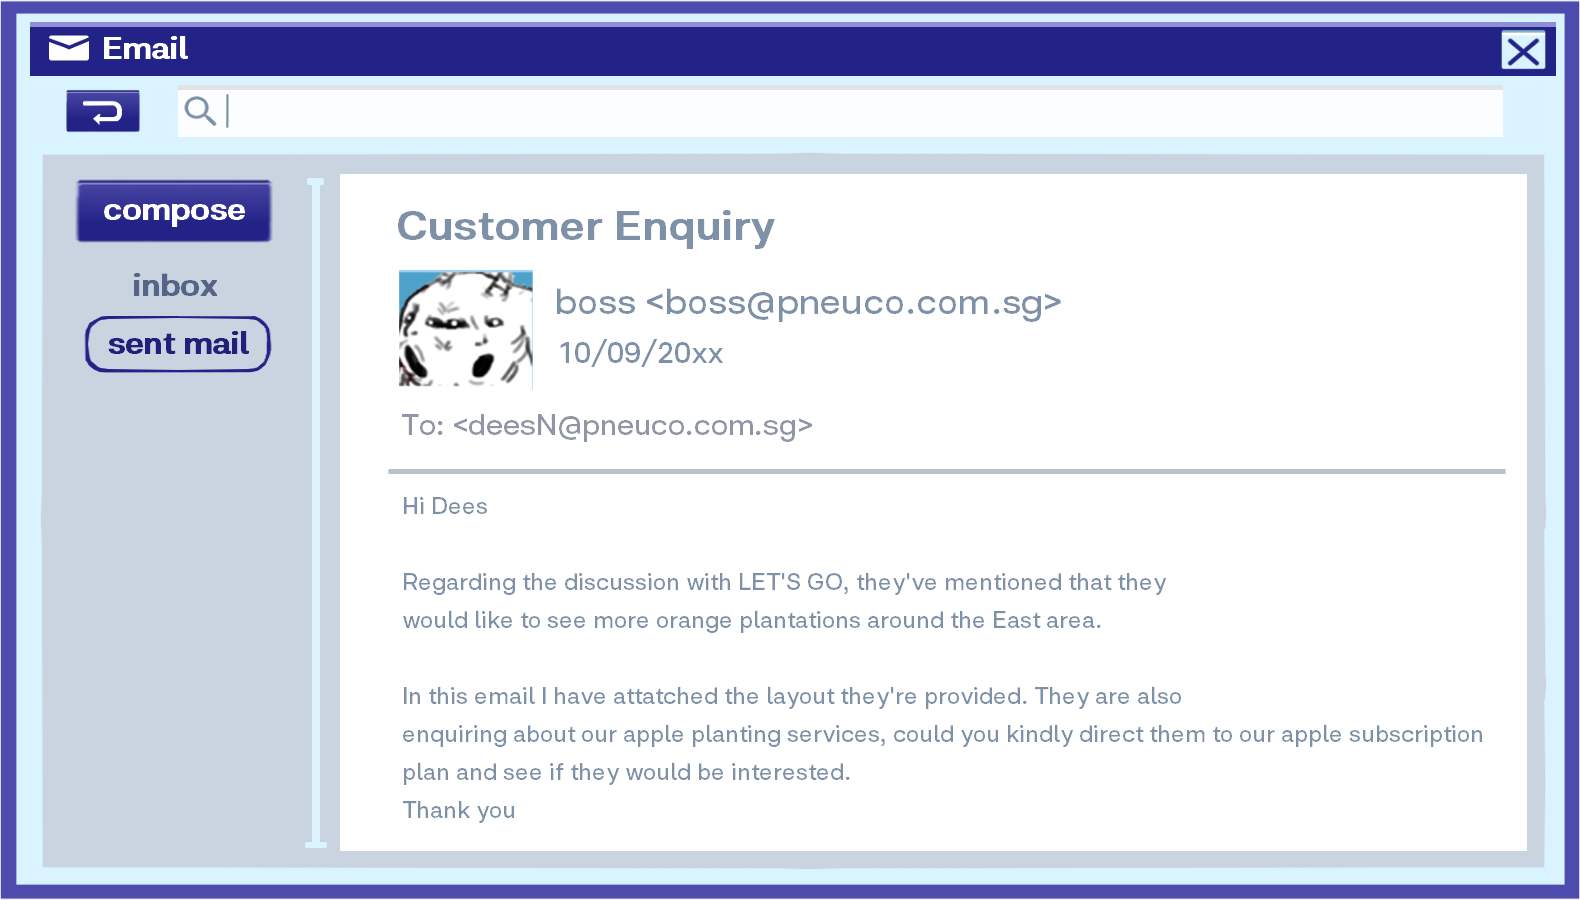 Email
compose
inbox
sent mail
Customer Enquiry
boss <boss@pneuco.com.sg>
10/09/20xx
To: <deesN@pneuco.com.sg>
Hi Dees
Regarding the discussion with LET'S GO, they've mentioned that they
would like to see more orange plantations around the East area.
In this email I have attatched the layout they're provided. They are also
enquiring about our apple planting services, could you kindly direct them to our apple subscription
plan and see if they would be interested.
Thank you